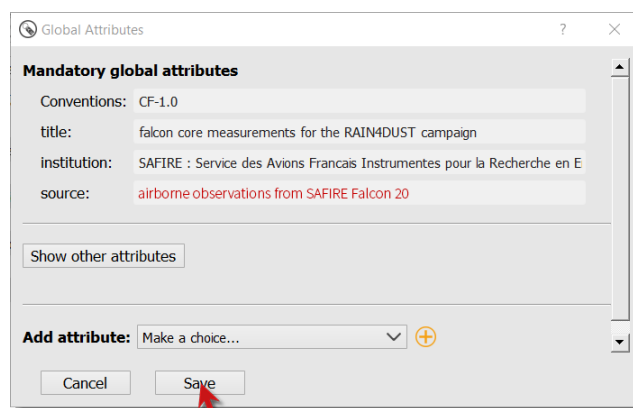 Global Attributes
?
Mandatory global attributes
Conventions: CF-1.0
title: falcon core measurements for the RAIN4DUST campaign
institution: SAFIRE : Service des Avions Francais Instrumentes pour la Recherche en E
source: airborne observations from SAFIRE Falcon 20
Show other attributes
Add attribute: Make a choice...
Cancel Save